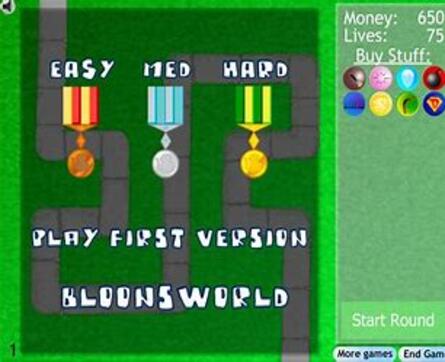 Money: 650
Lives: 75
Buy Stuff:
EASY MED HARD
PLAY FIRST VERSION
BLOONSWORLD
Start Round
1
More games End Gam